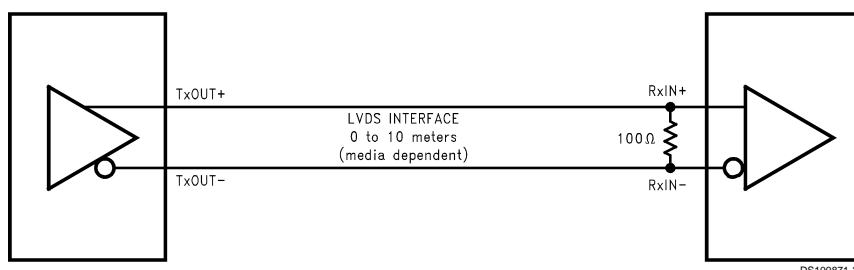 TxOUT+
RxIN+
LVDS INTERFACE
0 to 10 meters
(media dependent)
100Ω
TxOUT-
RxIN-